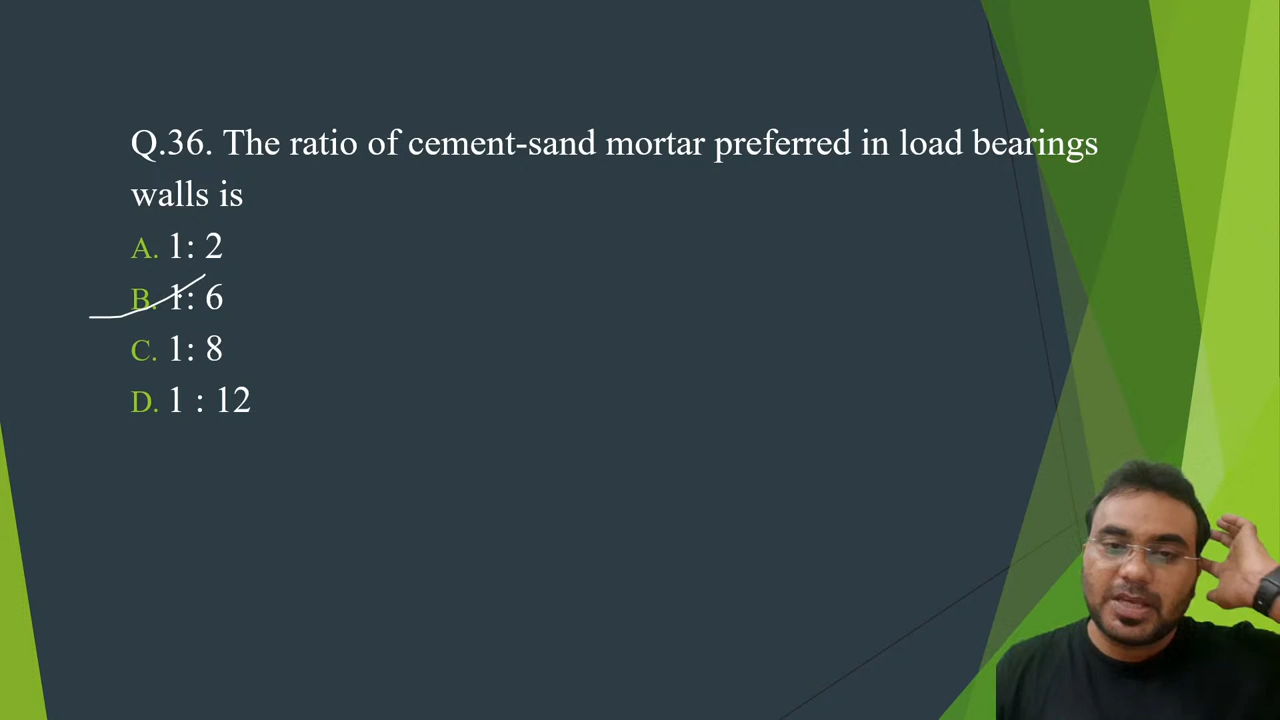 Q.36. The ratio of cement-sand mortar preferred in load bearings
walls is
A. 1: 2
B. 1: 6
C. 1: 8
D. 1 : 12